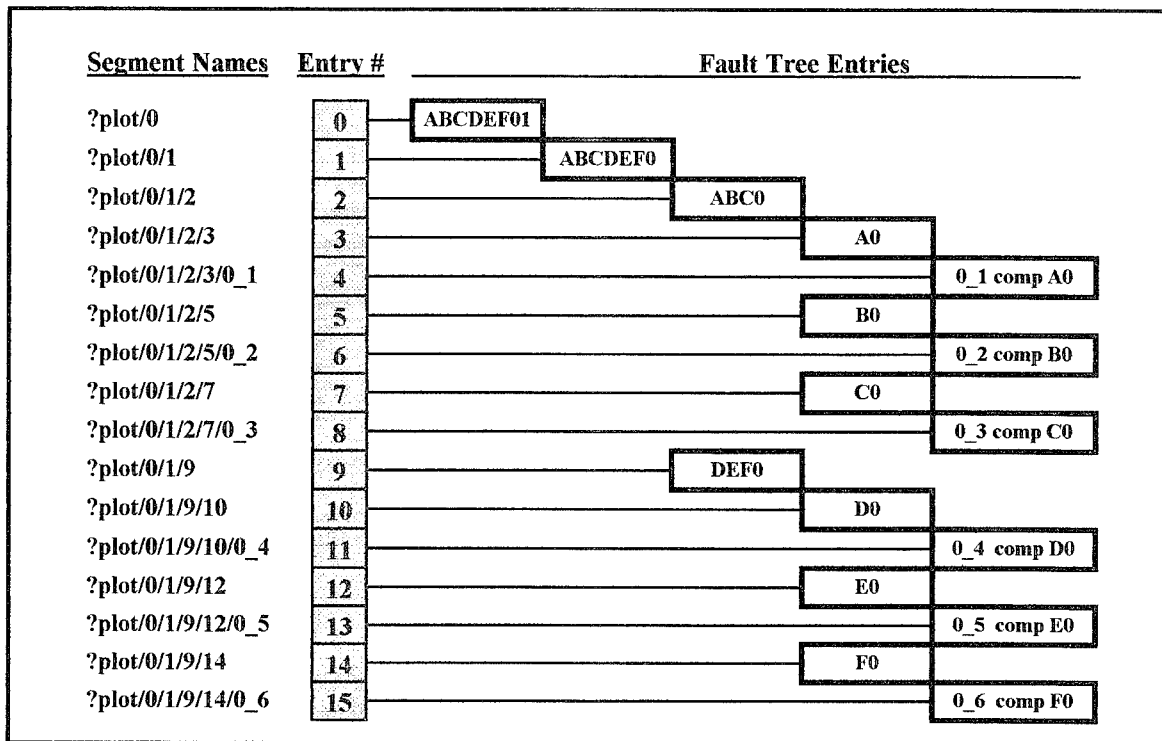 Segment Names Entry # Fault Tree Entries
?plot/0 0 ABCDEF01
?plot/0/1 1 ABCDEF0
?plot/0/1/2 2 ABC0
?plot/0/1/2/3 3 A0
?plot/0/1/2/3/0_1 4 0_1 comp A0
?plot/0/1/2/5 5 B0
?plot/0/1/2/5/0_2 6 0_2 comp B0
?plot/0/1/2/7 7 C0
?plot/0/1/2/7/0_3 8 0_3 comp C0
?plot/0/1/9 9 DEF0
?plot/0/1/9/10 10 D0
?plot/0/1/9/10/0_4 11 0_4 comp D0
?plot/0/1/9/12 12 E0
?plot/0/1/9/12/0_5 13 0_5 comp E0
?plot/0/1/9/14 14 F0
?plot/0/1/9/14/0_6 15 0_6 comp F0